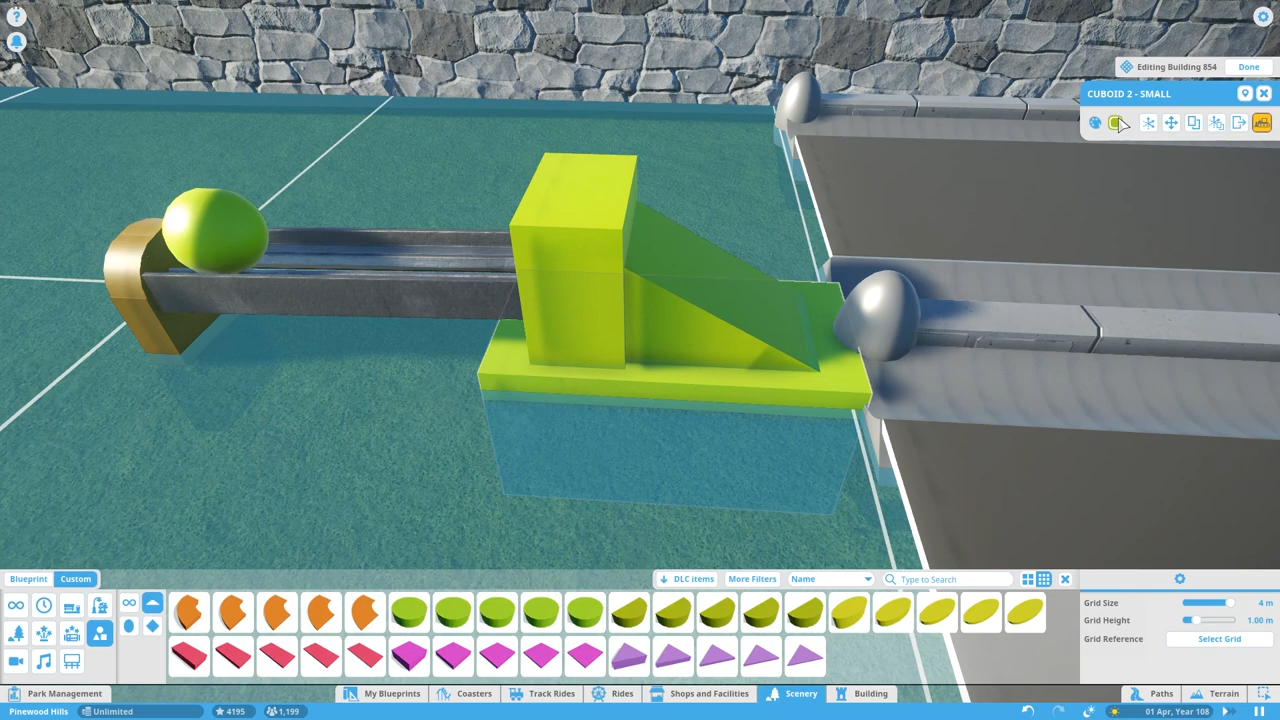 Editing Building 854
Done
CUBOID 2 - SMALL
Blueprint
Custom
DLC items
More Filters
Name
Type to Search
Grid Size
4 m
Grid Height
1.00 m
Grid Reference
Select Grid
Park Management
My Blueprints
Coasters
Track Rides
Rides
Shops and Facilities
Scenery
Building
Paths
Terrain
Pinewood Hills
Unlimited
4195
1,199
01 Apr, Year 108